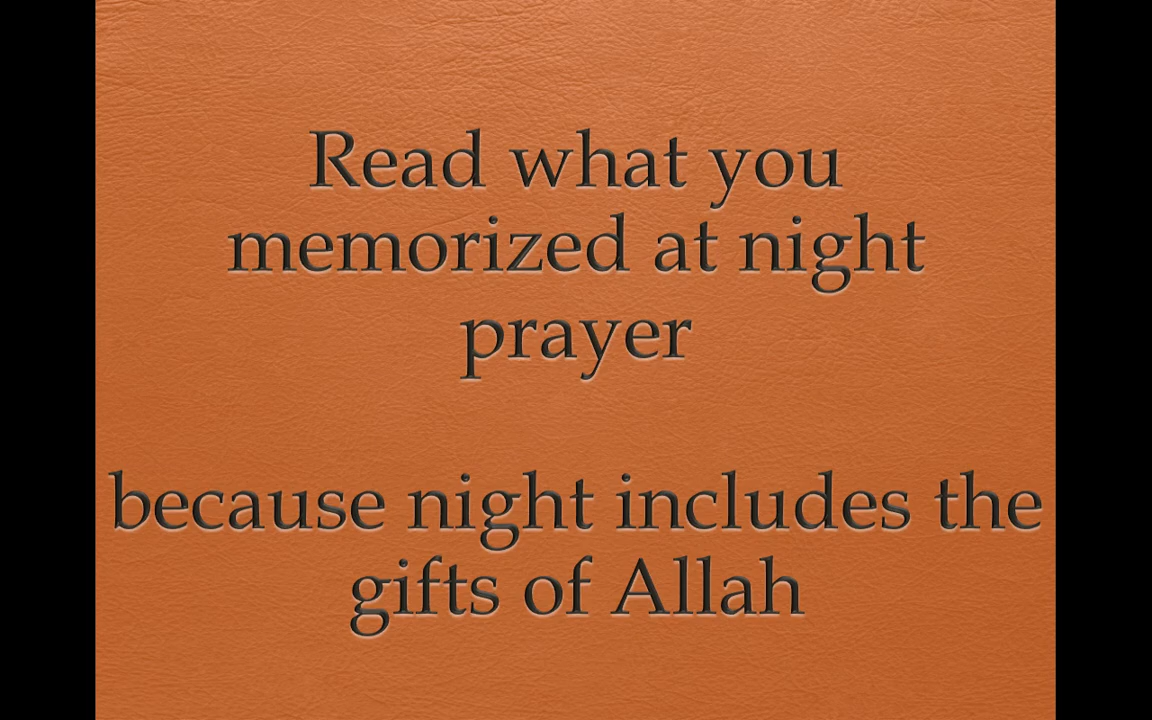 Read what you
memorized at night
prayer
because night includes the
gifts of Allah